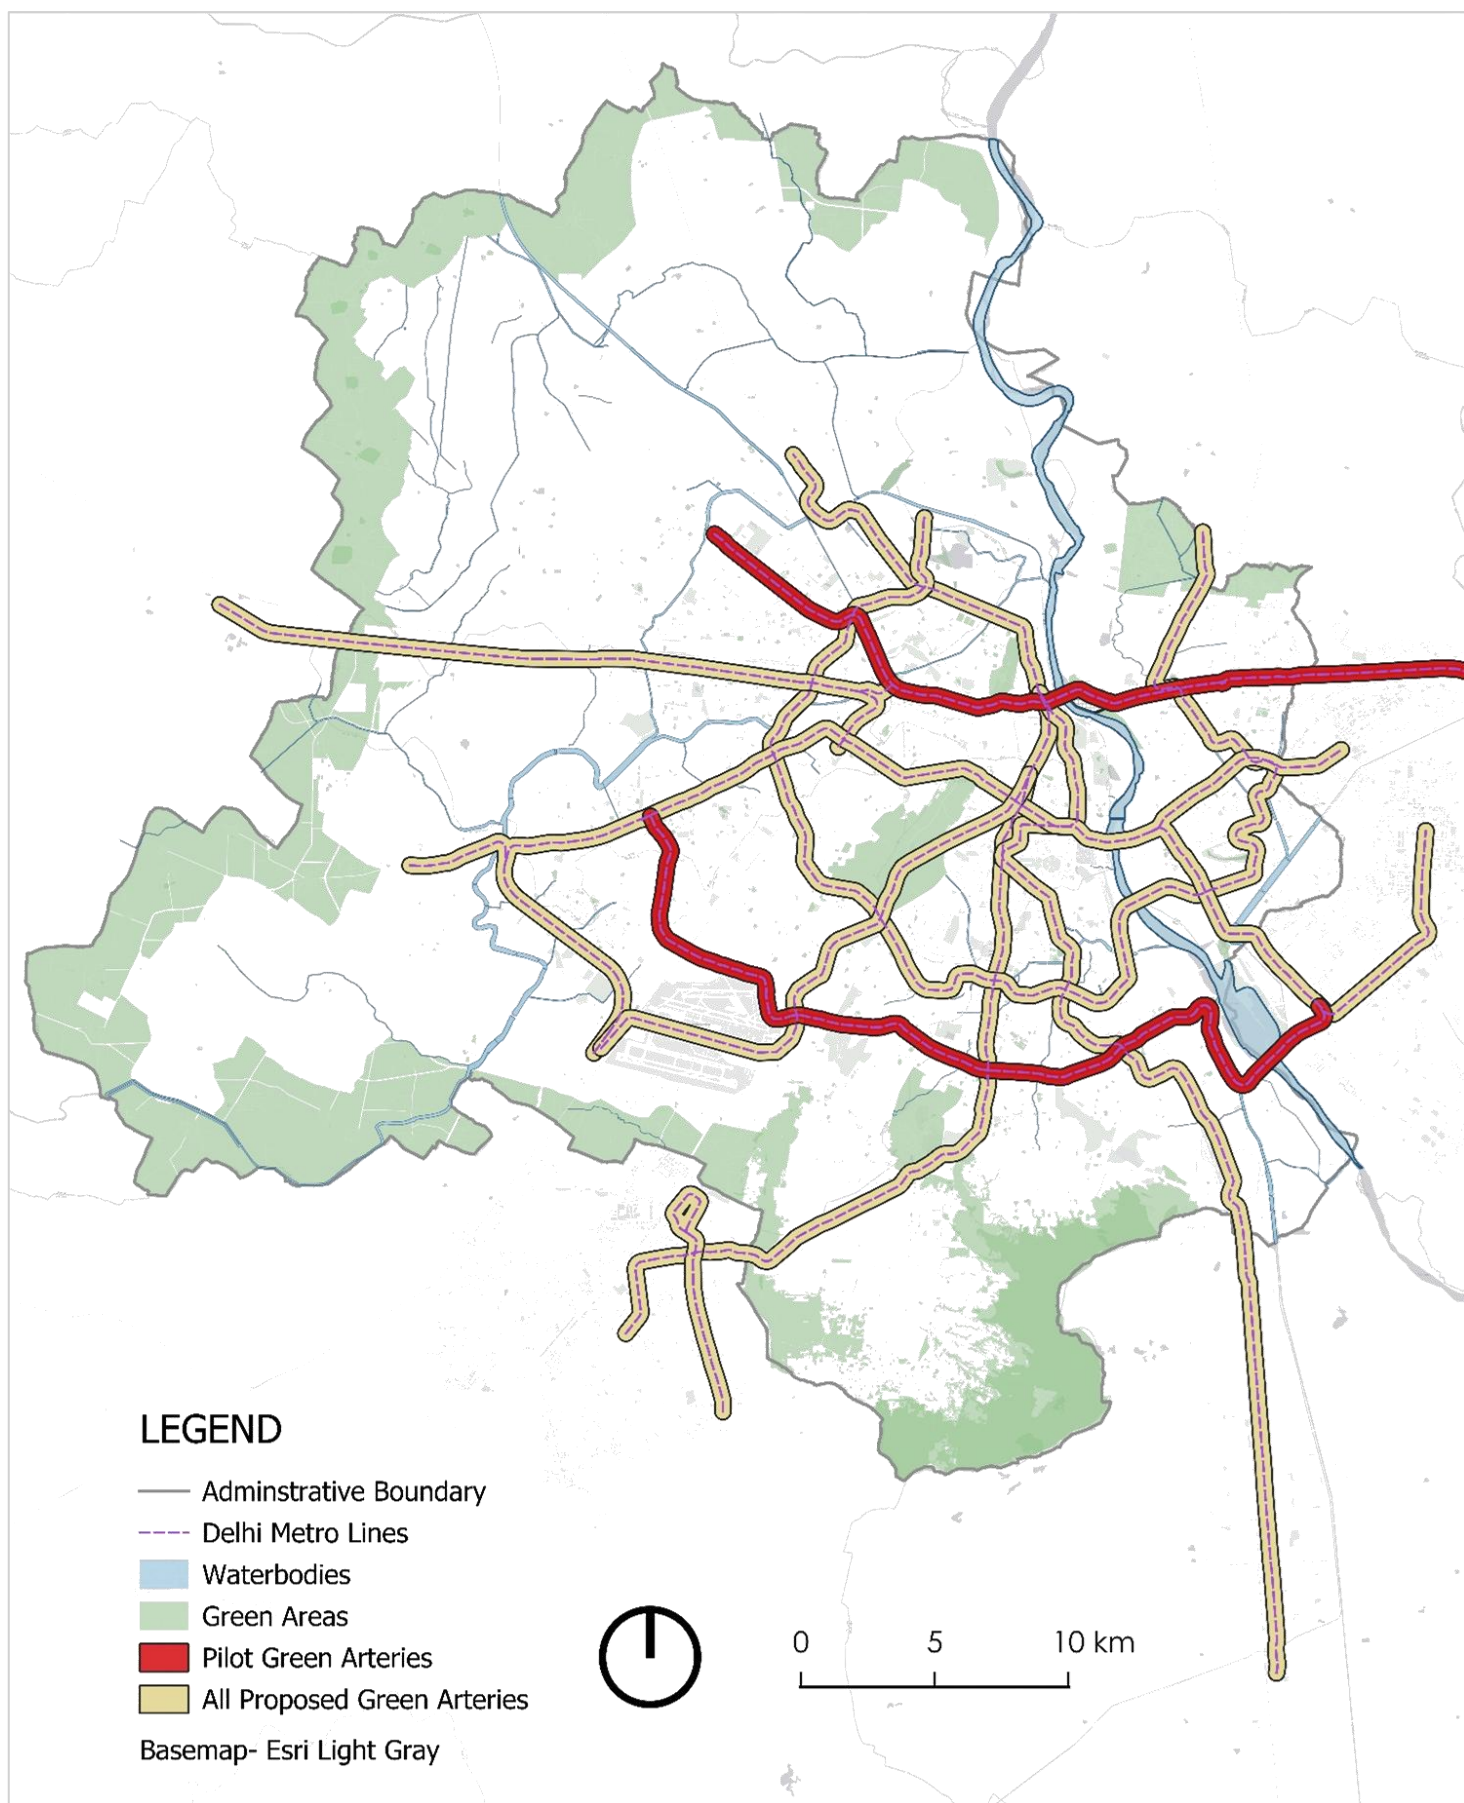 LEGEND
Adminstrative Boundary
Delhi Metro Lines
Waterbodies
Green Areas
Pilot Green Arteries
All Proposed Green Arteries
Basemap- Esri Light Gray
0 5 10 km